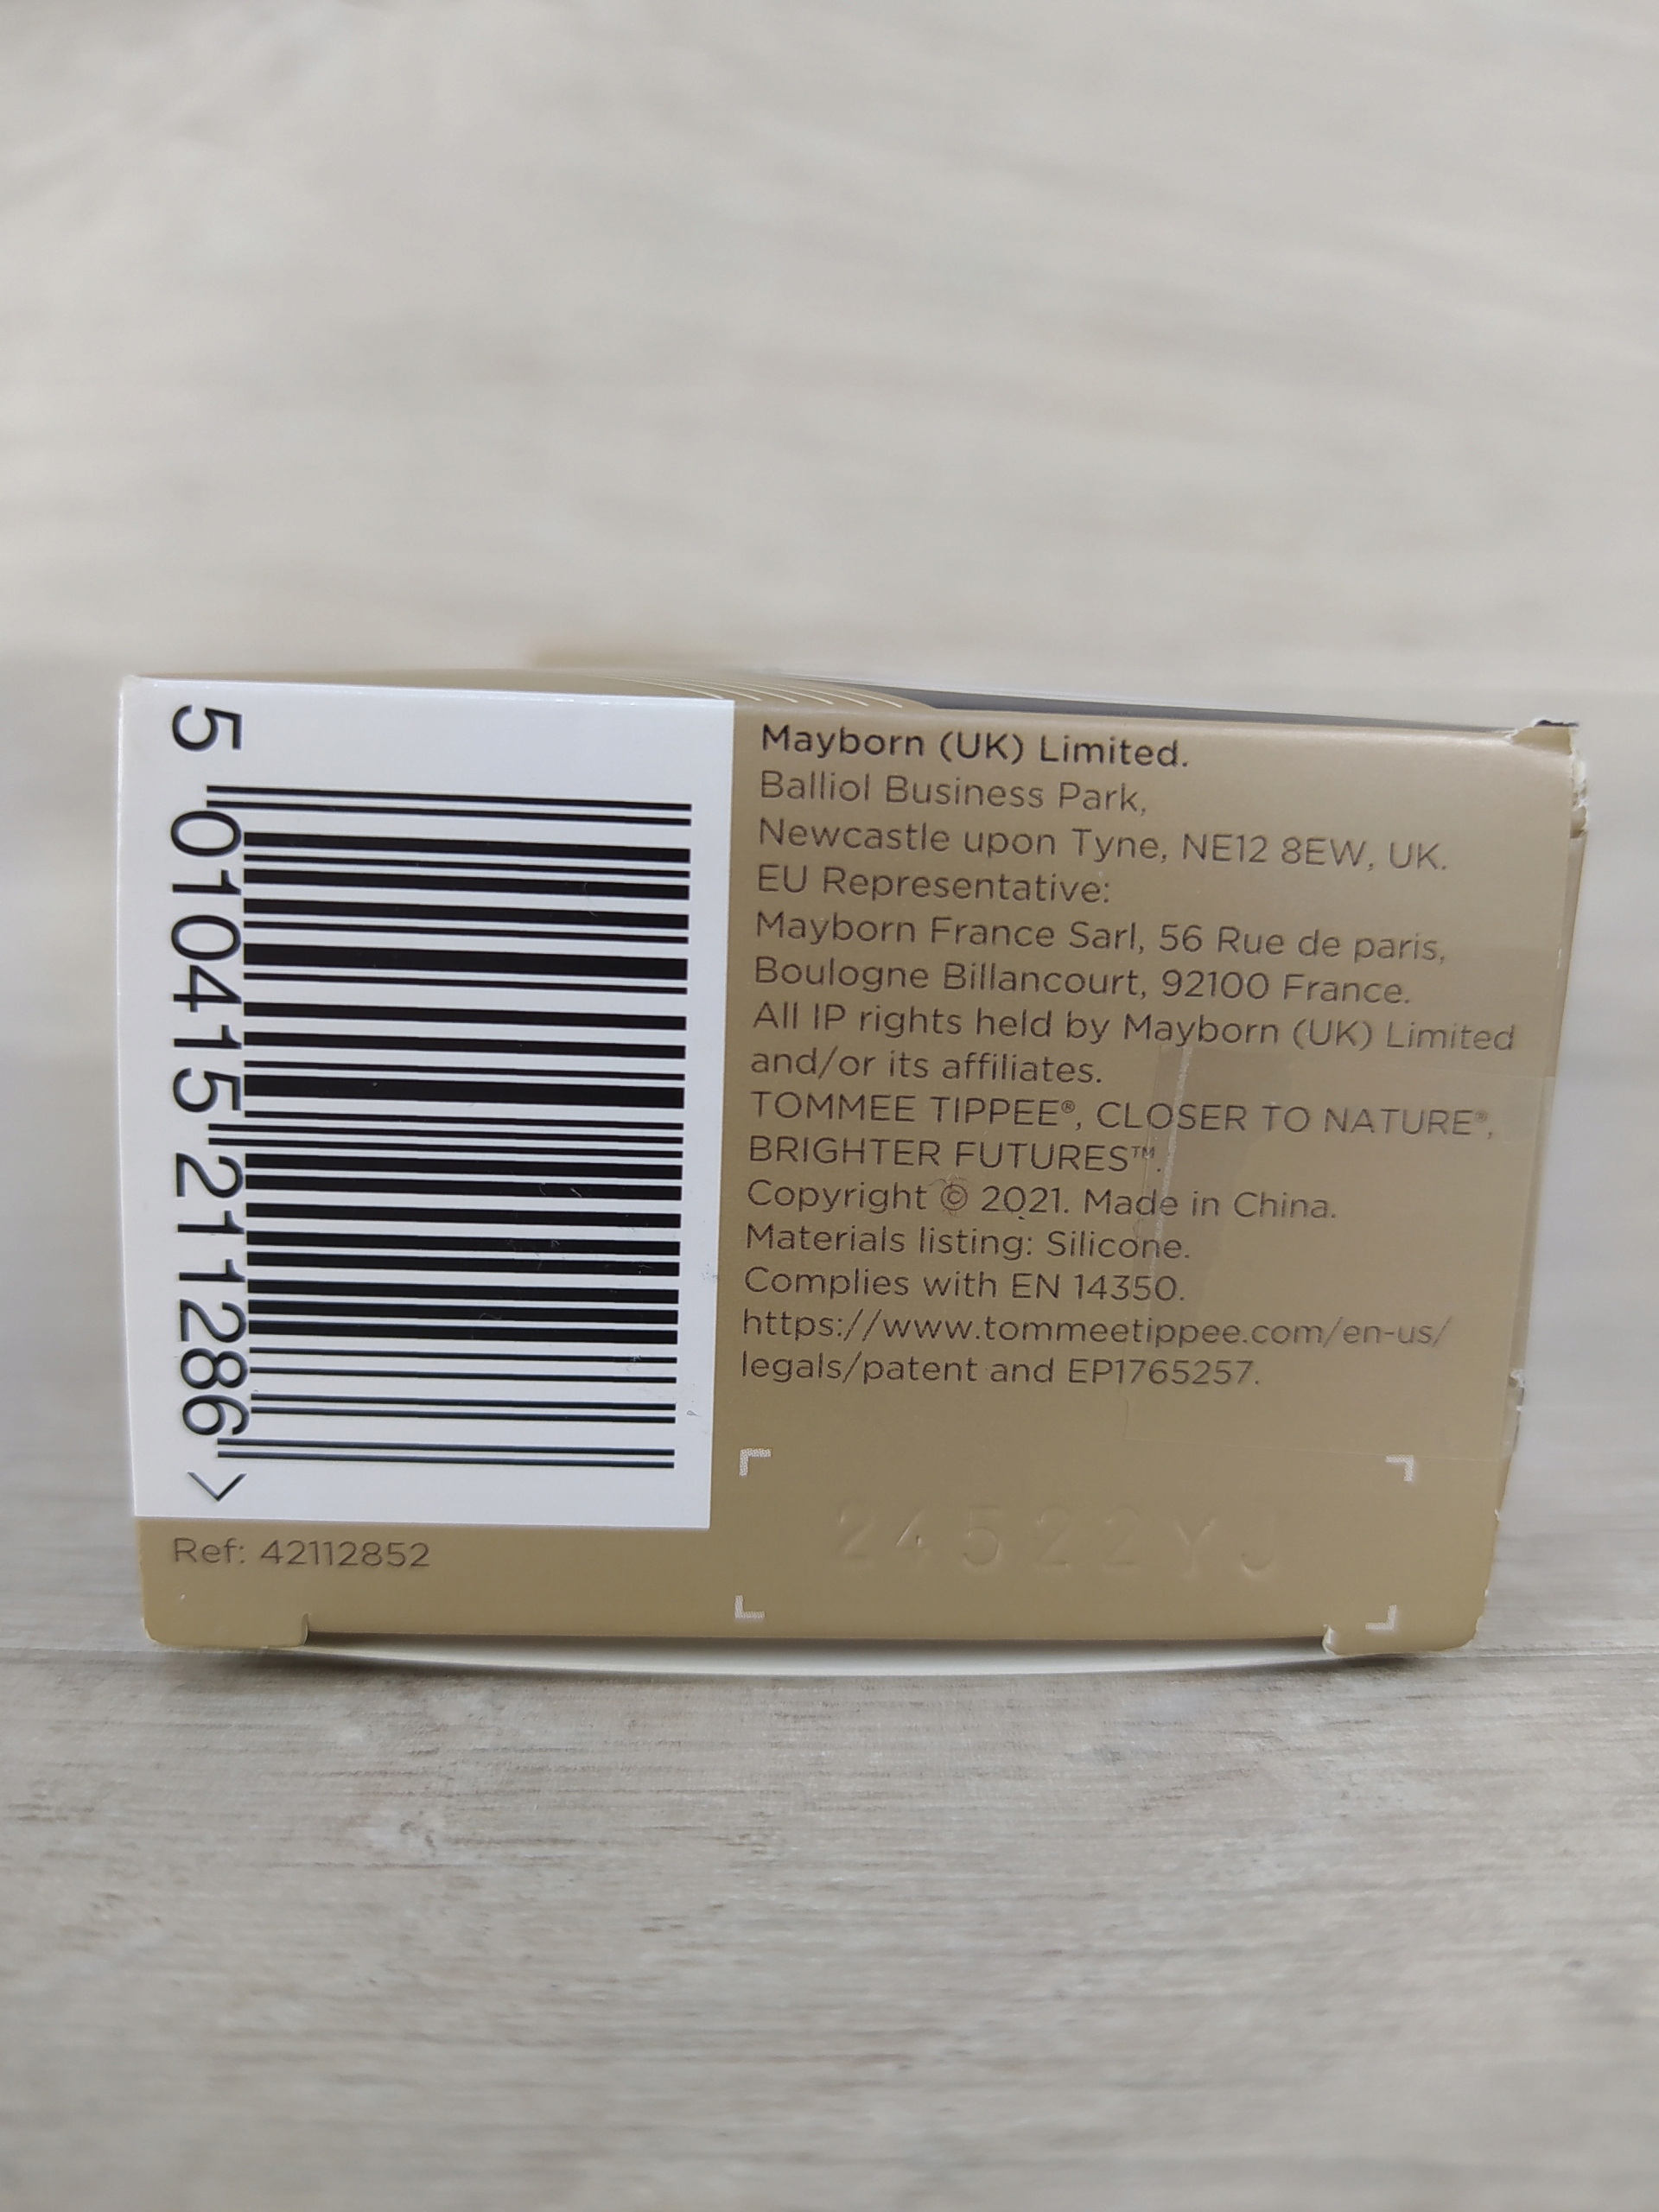 5 010415 211286 >
Ref: 42112852
Mayborn (UK) Limited.
Balliol Business Park,
Newcastle upon Tyne, NE12 8EW, UK.
EU Representative:
Mayborn France Sarl, 56 Rue de paris,
Boulogne Billancourt, 92100 France.
All IP rights held by Mayborn (UK) Limited
and/or its affiliates.
TOMMEE TIPPEE®, CLOSER TO NATURE®,
BRIGHTER FUTURES™.
Copyright © 2021. Made in China.
Materials listing: Silicone.
Complies with EN 14350.
https://www.tommeetippee.com/en-us/
legals/patent and EP1765257.
24522YJ